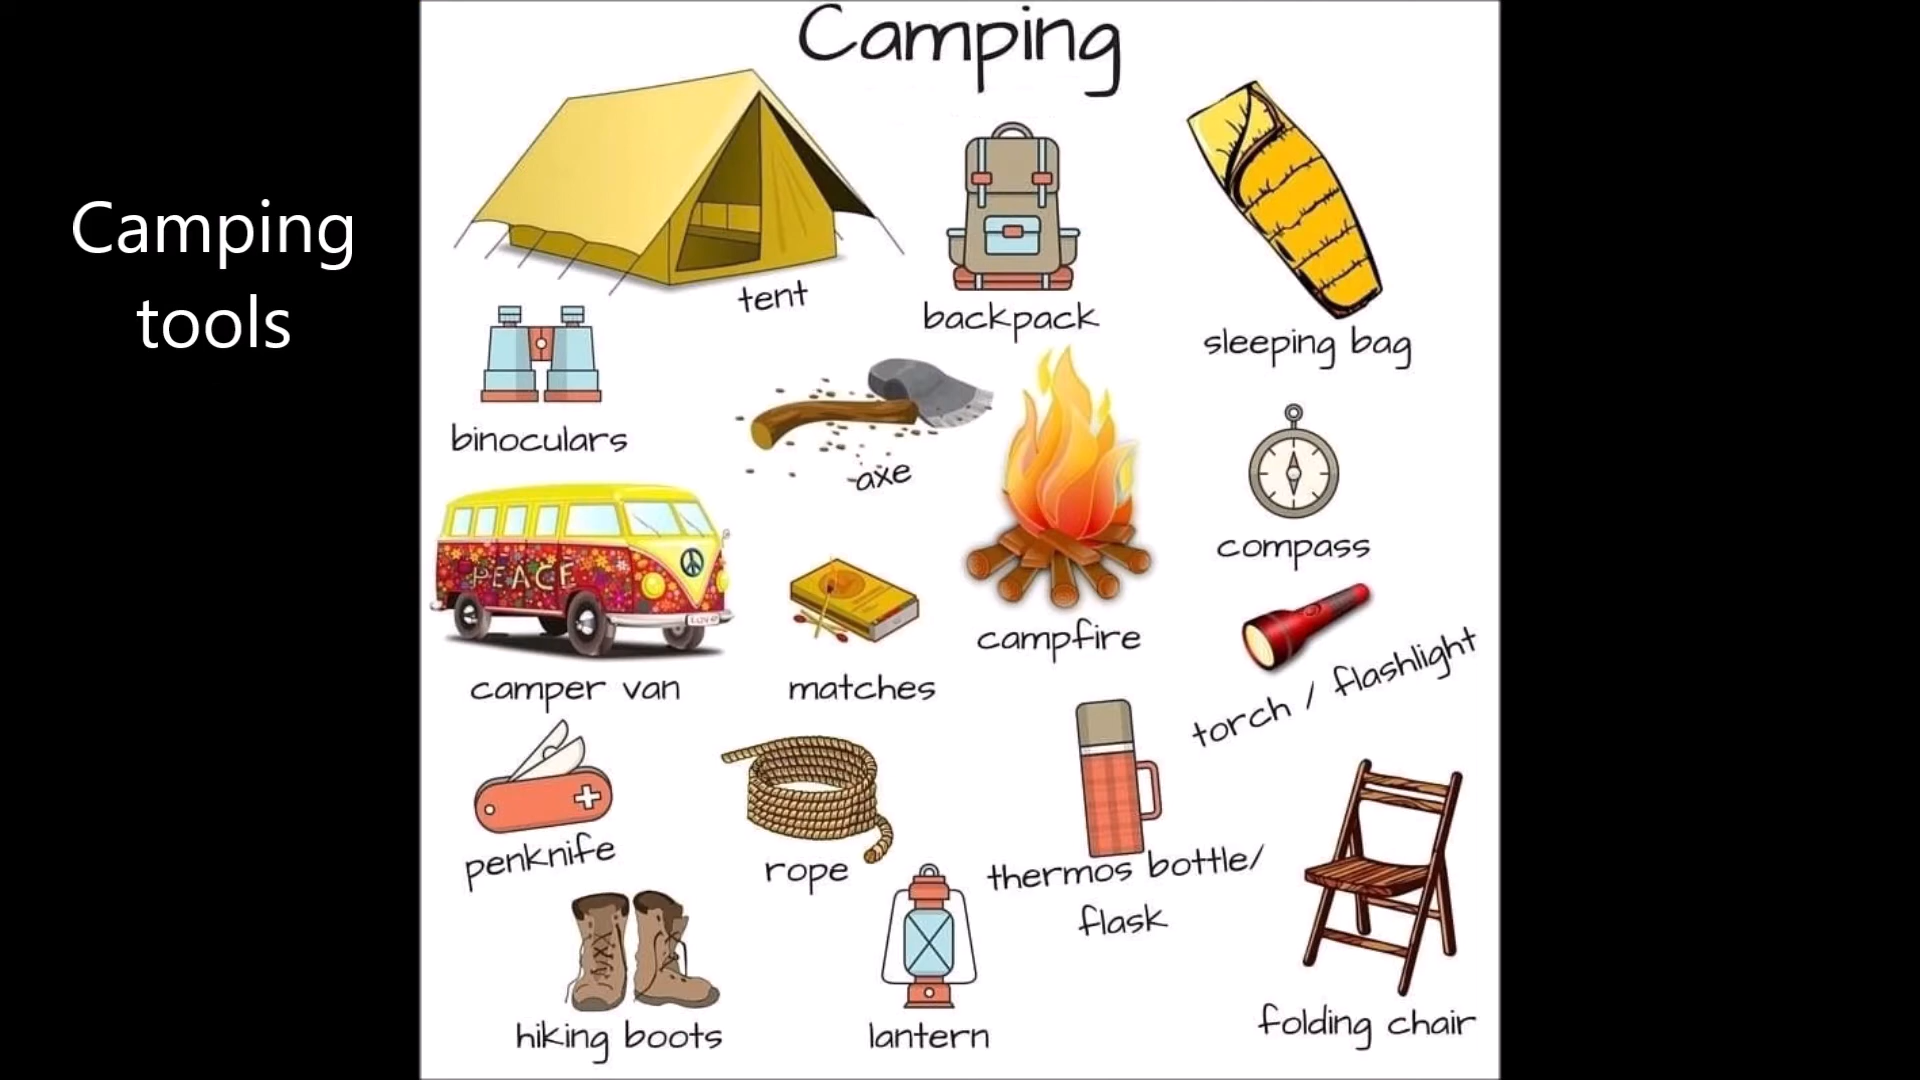 Camping
tools
Camping
tent
backpack
sleeping bag
binoculars
axe
compass
PEACE
campfire
camper van
matches
torch / flashlight
penknife
rope
thermos bottle/
flask
hiking boots
lantern
folding chair